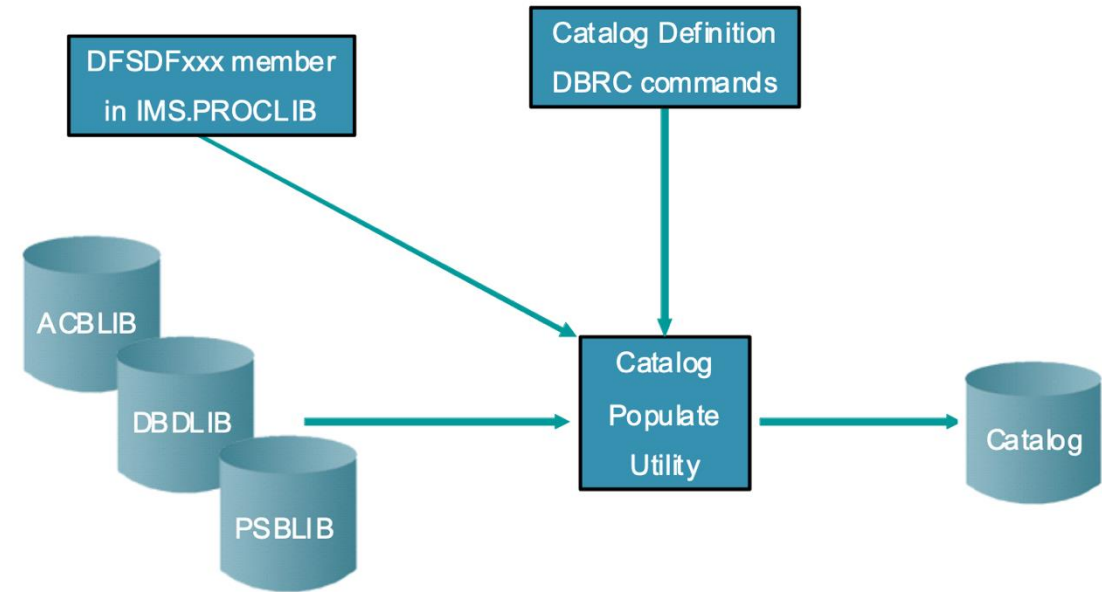 DFSDFxxx member
in IMS.PROCLIB
Catalog Definition
DBRC commands
ACBLIB
DBDLIB
PSBLIB
Catalog
Populate
Utility
Catalog